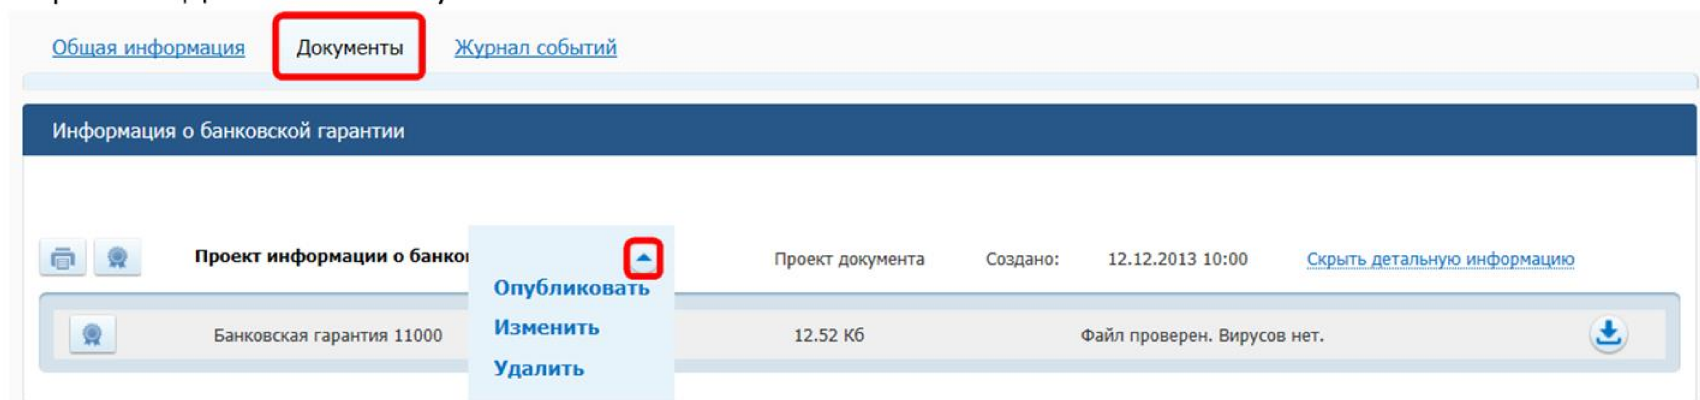 Общая информация Документы Журнал событий
Информация о банковской гарантии
Проект информации о Проект документа Создано: 12.12.2013 10:00 Скрыть детальную информацию
Опубликовать
Банковская гарантия 11000 Изменить 12.52 Кб Файл проверен. Вирусов нет.
Удалить